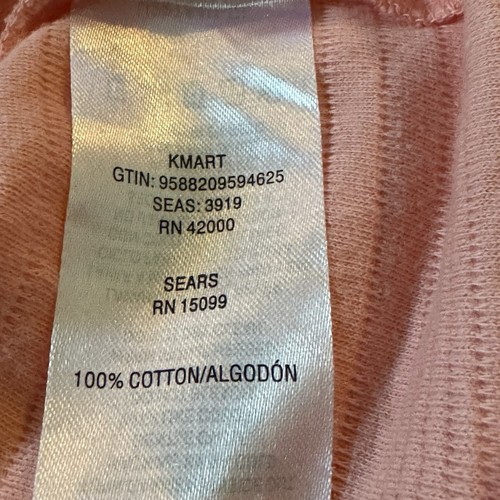 KMART
GTIN: 9588209594625
SEAS: 3919
RN 42000
SEARS
RN 15099
100% COTTON/ALGODÓN